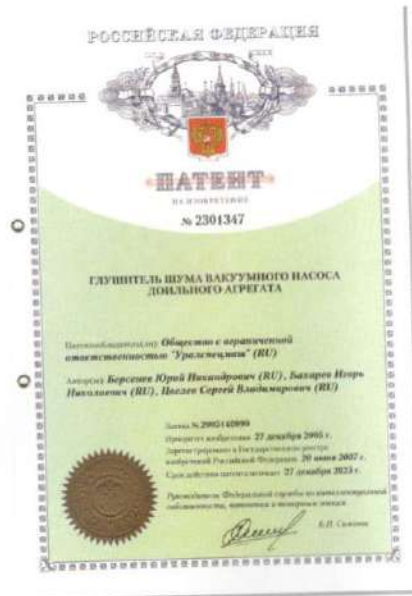 РОССИЙСКАЯ ФЕДЕРАЦИЯ
ПАТЕНТ
НА ИЗОБРЕТЕНИЕ
№ 2301347
ГЛУШИТЕЛЬ ШУМА ВАКУУМНОГО НАСОСА
ДОИЛЬНОГО АГРЕГАТА
Патентообладатель(ли): Общество с ограниченной
ответственностью "Уралспецмаш" (RU)
Автор(ы): Берсенев Юрий Никандрович (RU), Бахарев Игорь
Николаевич (RU), Цвелев Сергей Владимирович (RU)
Заявка №
Приоритет изобретения 27 декабря 2005 г.
Зарегистрировано в Государственном реестре
изобретений Российской Федерации 20 июня 2007 г.
Срок действия патента истекает 27 декабря 2025 г.
Руководитель Федеральной службы по интеллектуальной
собственности, патентам и товарным знакам
Б.П. Симонов